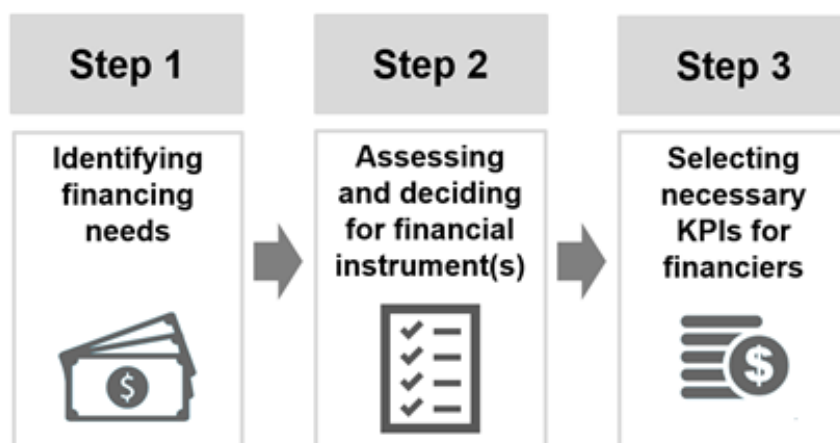 Step 1
Step 2
Step 3
Identifying
financing
needs
Assessing
and deciding
for financial
instrument(s)
Selecting
necessary
KPIs for
financiers
$
$